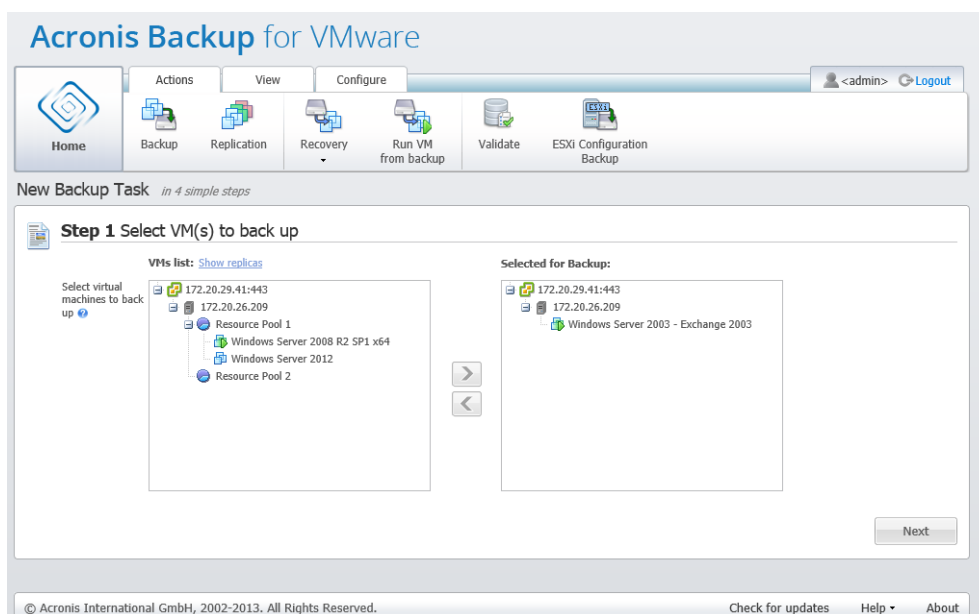 Acronis Backup for VMware
Actions View Configure
<admin> Logout
Home
Backup
Replication
Recovery
Run VM
from backup
Validate
ESXi
ESXi Configuration
Backup
New Backup Task in 4 simple steps
Step 1 Select VM(s) to back up
VMs list: Show replicas
Selected for Backup:
Select virtual
machines to back
up ?
172.20.29.41:443
172.20.26.209
Resource Pool 1
Windows Server 2008 R2 SP1 x64
Windows Server 2012
Resource Pool 2
172.20.29.41:443
172.20.26.209
Windows Server 2003 - Exchange 2003
Next
© Acronis International GmbH, 2002-2013. All Rights Reserved.
Check for updates Help About